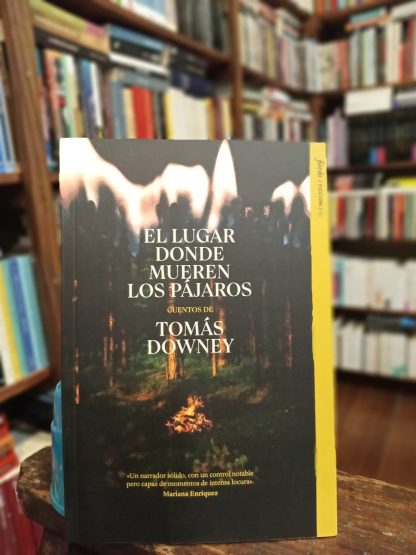 EL LUGAR
DONDE
MUEREN
LOS PÁJAROS
CUENTOS DE
TOMÁS
DOWNEY
«Un narrador sólido, con un control notable
pero capaz de momentos de intensa locura».
Mariana Enriquez